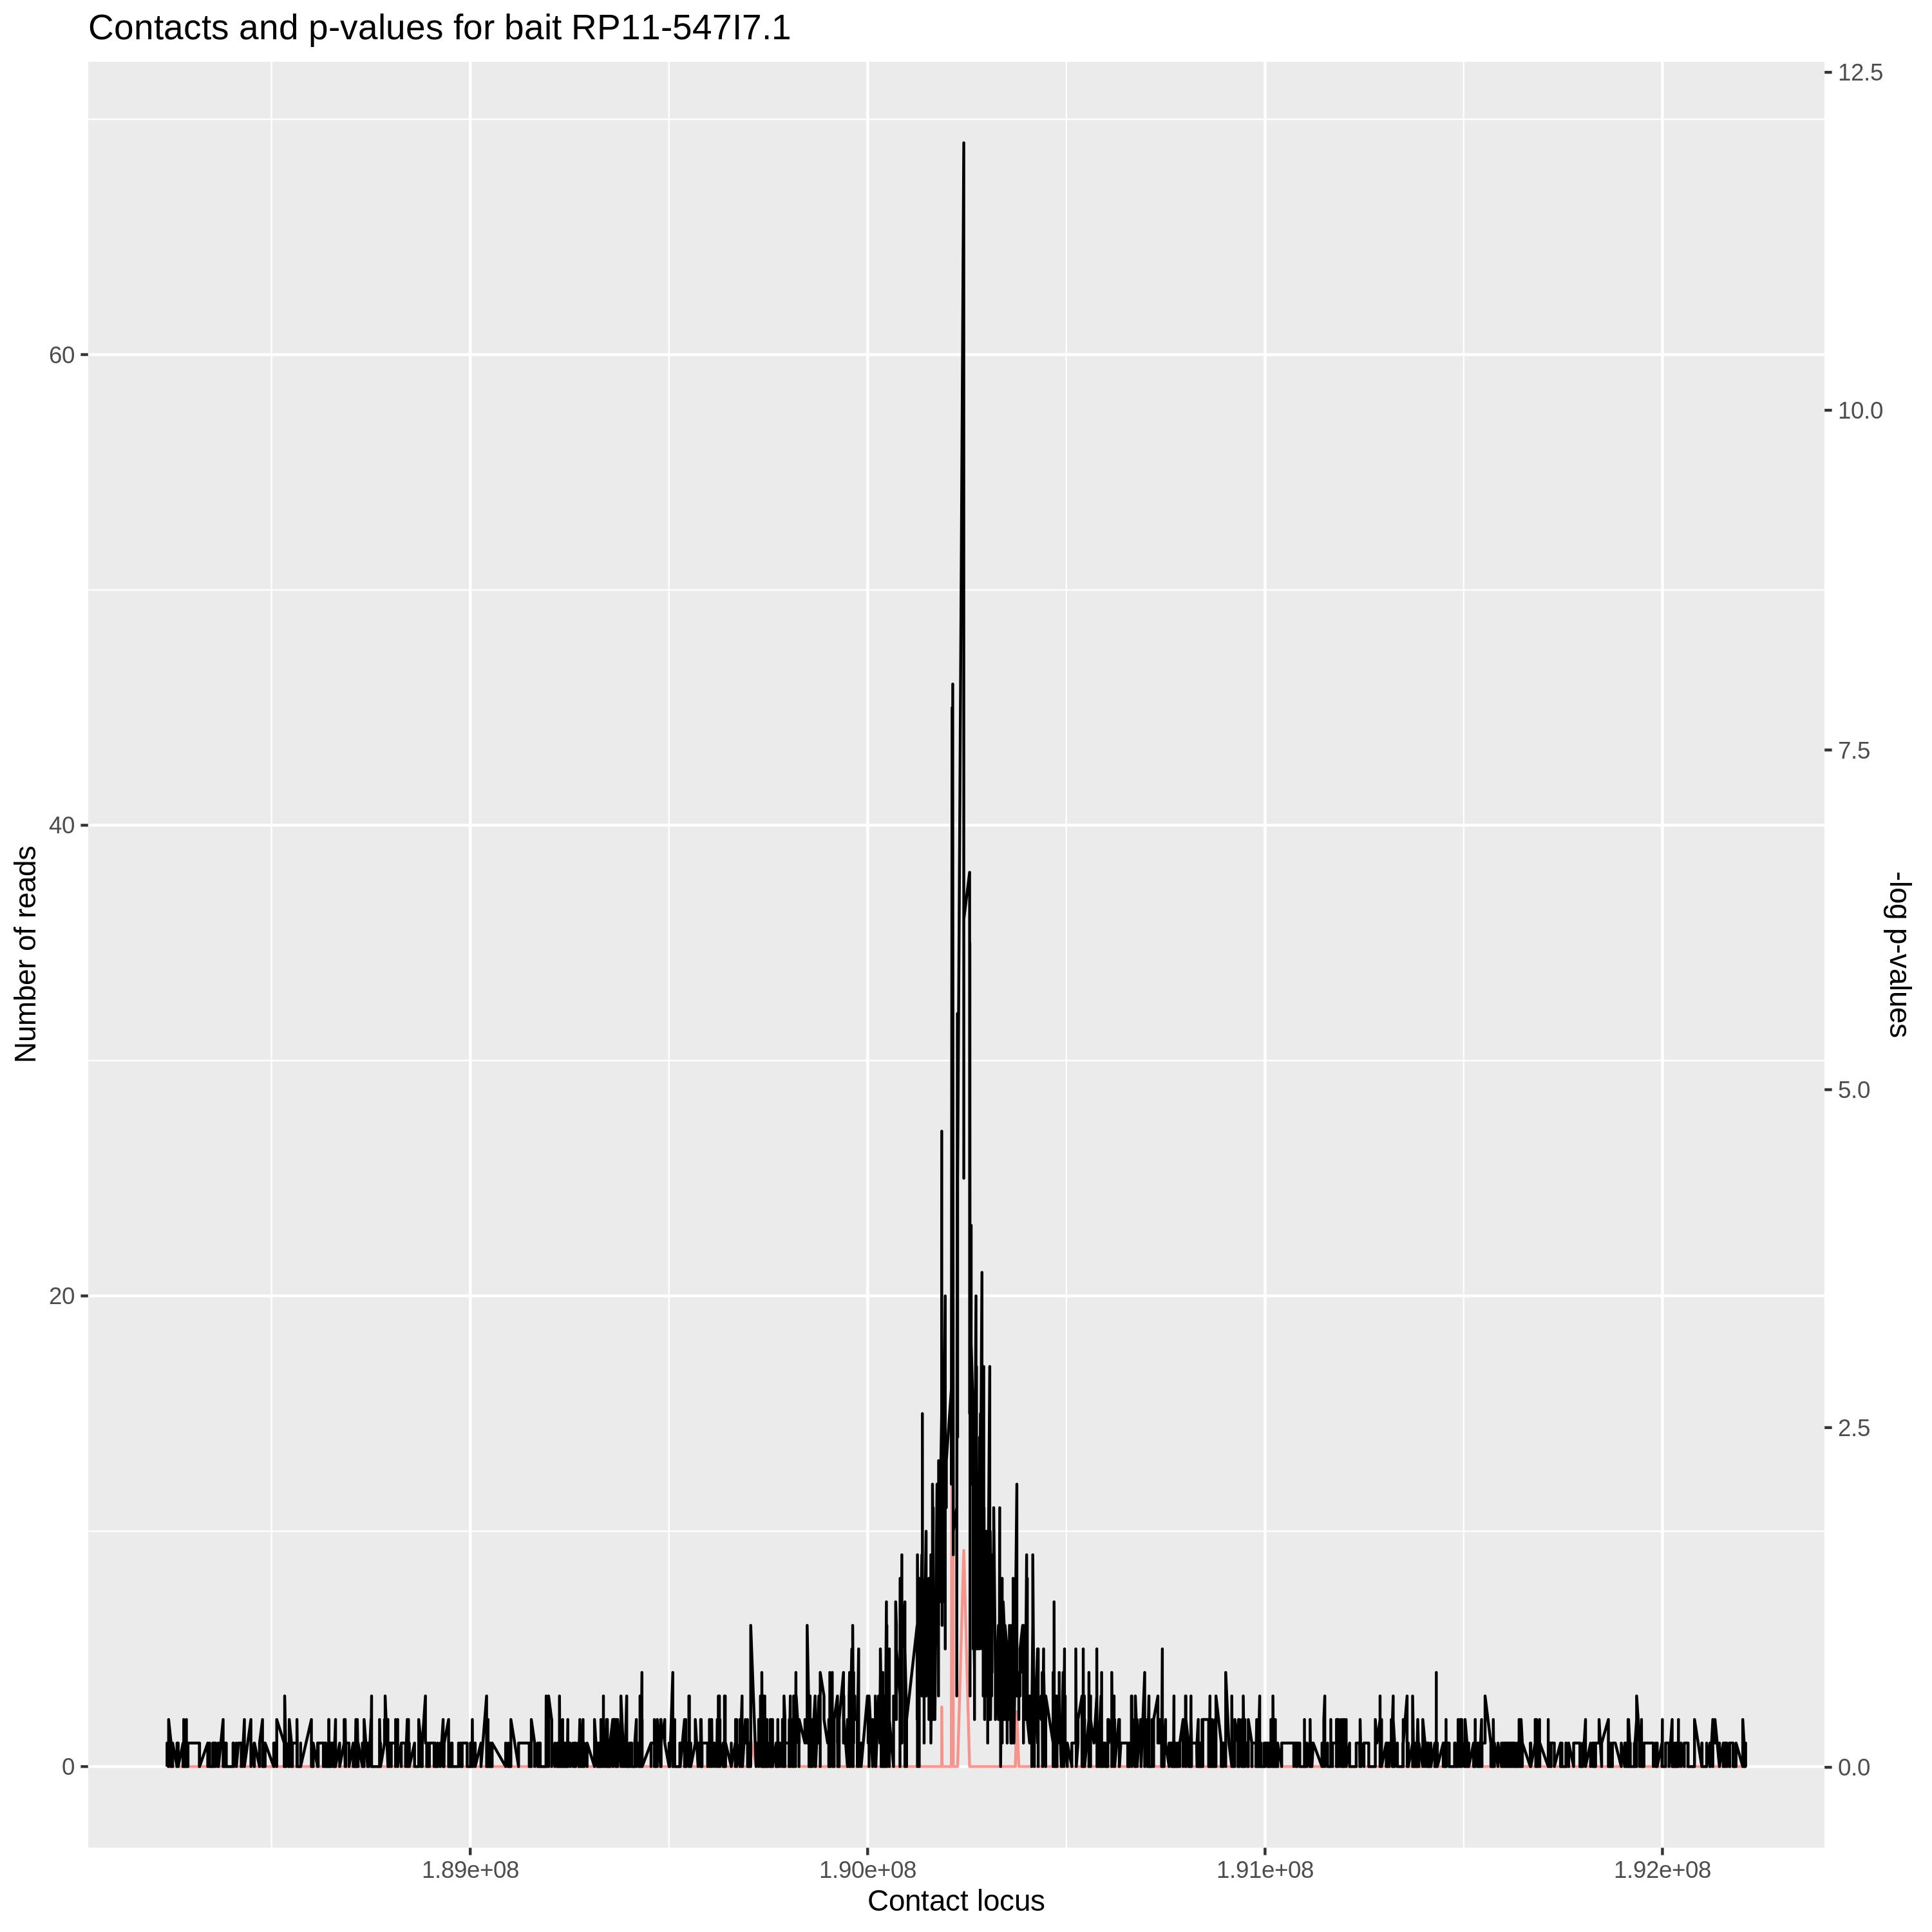 Contacts and p-values for bait RP11-547I7.1
12.5
60
10.0
7.5
40
Number of reads
-log p-values
5.0
20
2.5
0
0.0
1.89e+08
1.90e+08
1.91e+08
1.92e+08
Contact locus